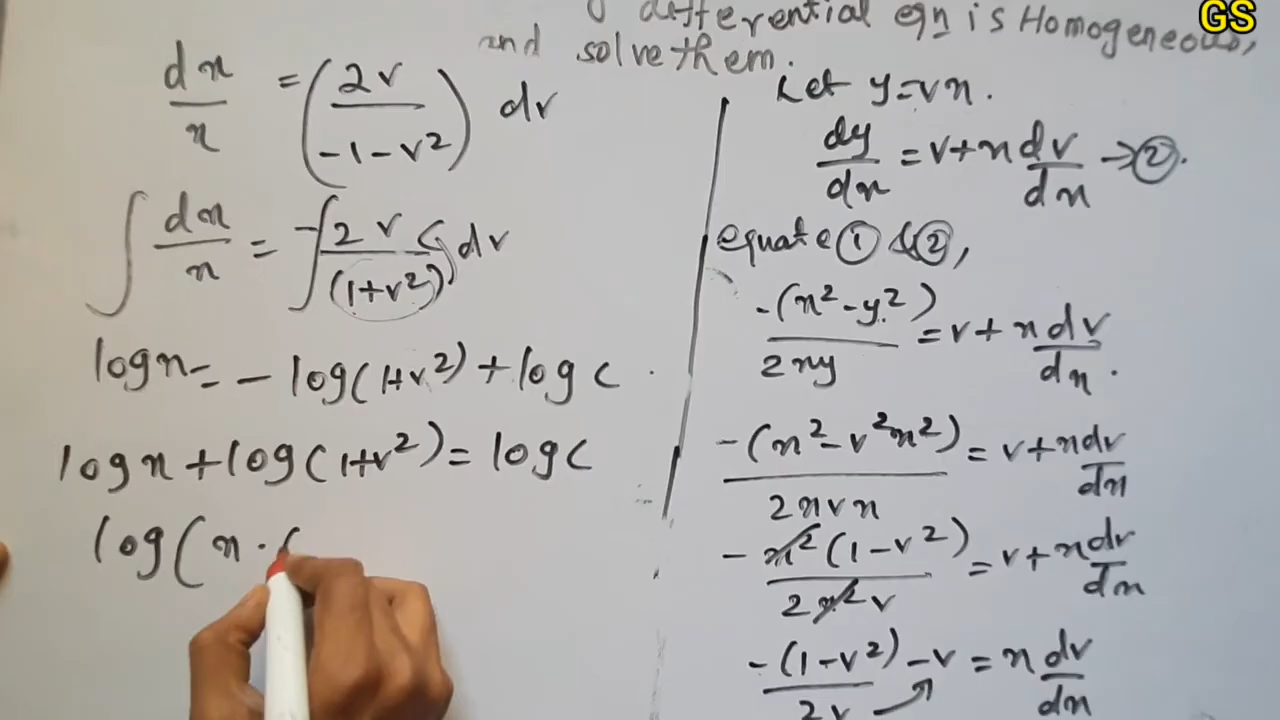 differential eqn is Homogeneous,
and solve them.
GS
dx/x = (2v/-1-v²) dv
∫ dx/x = -∫ 2v/(1+v²) dv
logx = - log(1+v²) + log c
logx + log(1+v²) = log c
log(x · (
Let y=vx.
dy/dx = v+x dv/dx → ②.
equate ① & ②,
-(x²-y²)/2xy = v+x dv/dx.
-(x²-v²x²)/2xvx = v+x dv/dx
-x²(1-v²)/2x²v = v+x dv/dx
-(1-v²)/2v -v = x dv/dx